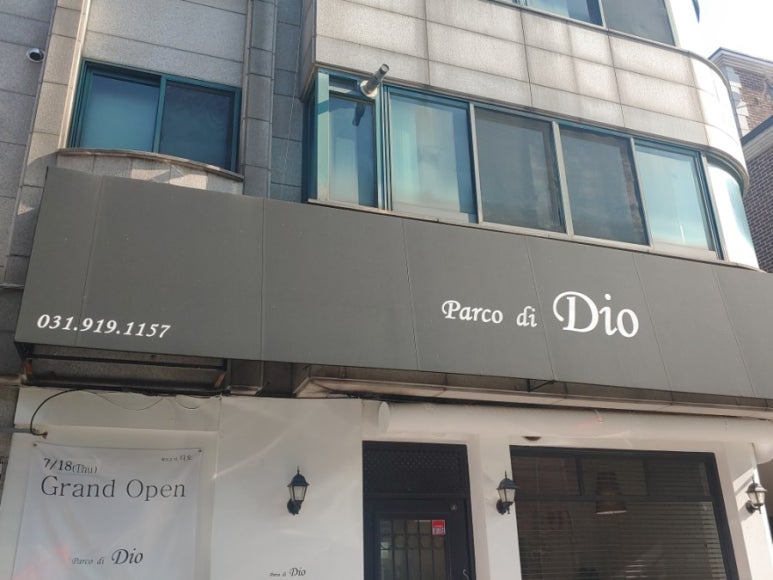 031.919.1157
Parco di Dio
7/18(Thu)
Grand Open
Parco di Dio
Parco di Dio